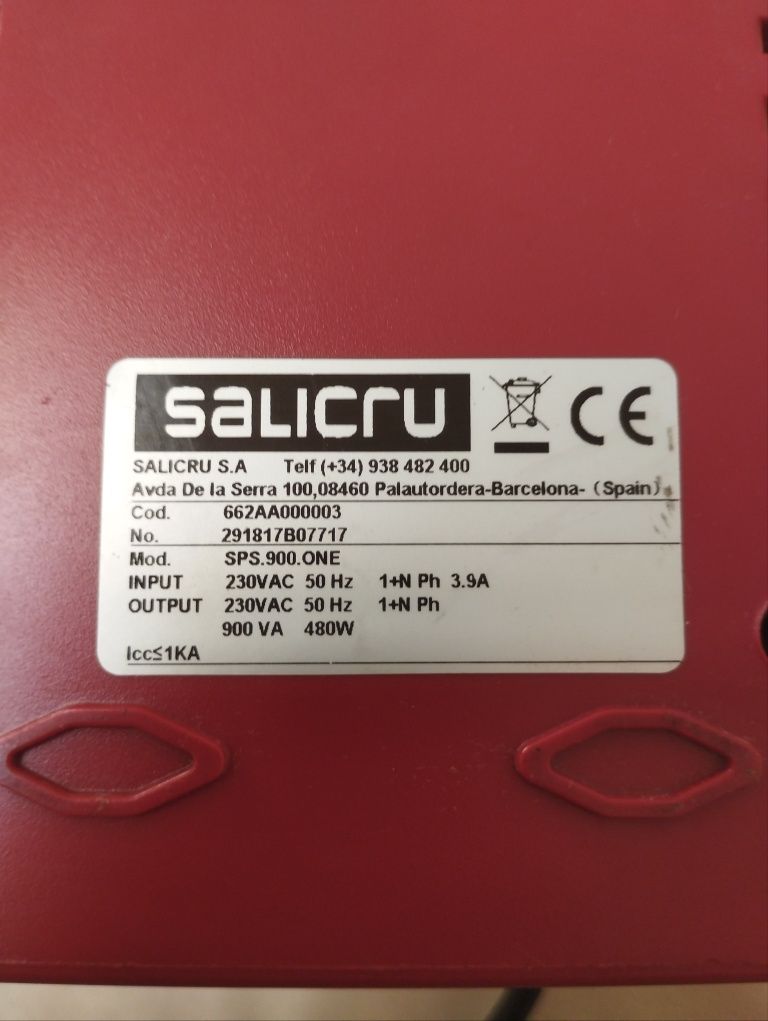 SALICRU
CE
SALICRU S.A Telf (+34) 938 482 400
Avda De la Serra 100,08460 Palautordera-Barcelona- (Spain)
Cod. 662AA000003
No. 291817B07717
Mod. SPS.900.ONE
INPUT 230VAC 50 Hz 1+N Ph 3.9A
OUTPUT 230VAC 50 Hz 1+N Ph
900 VA 480W
Icc≤1KA